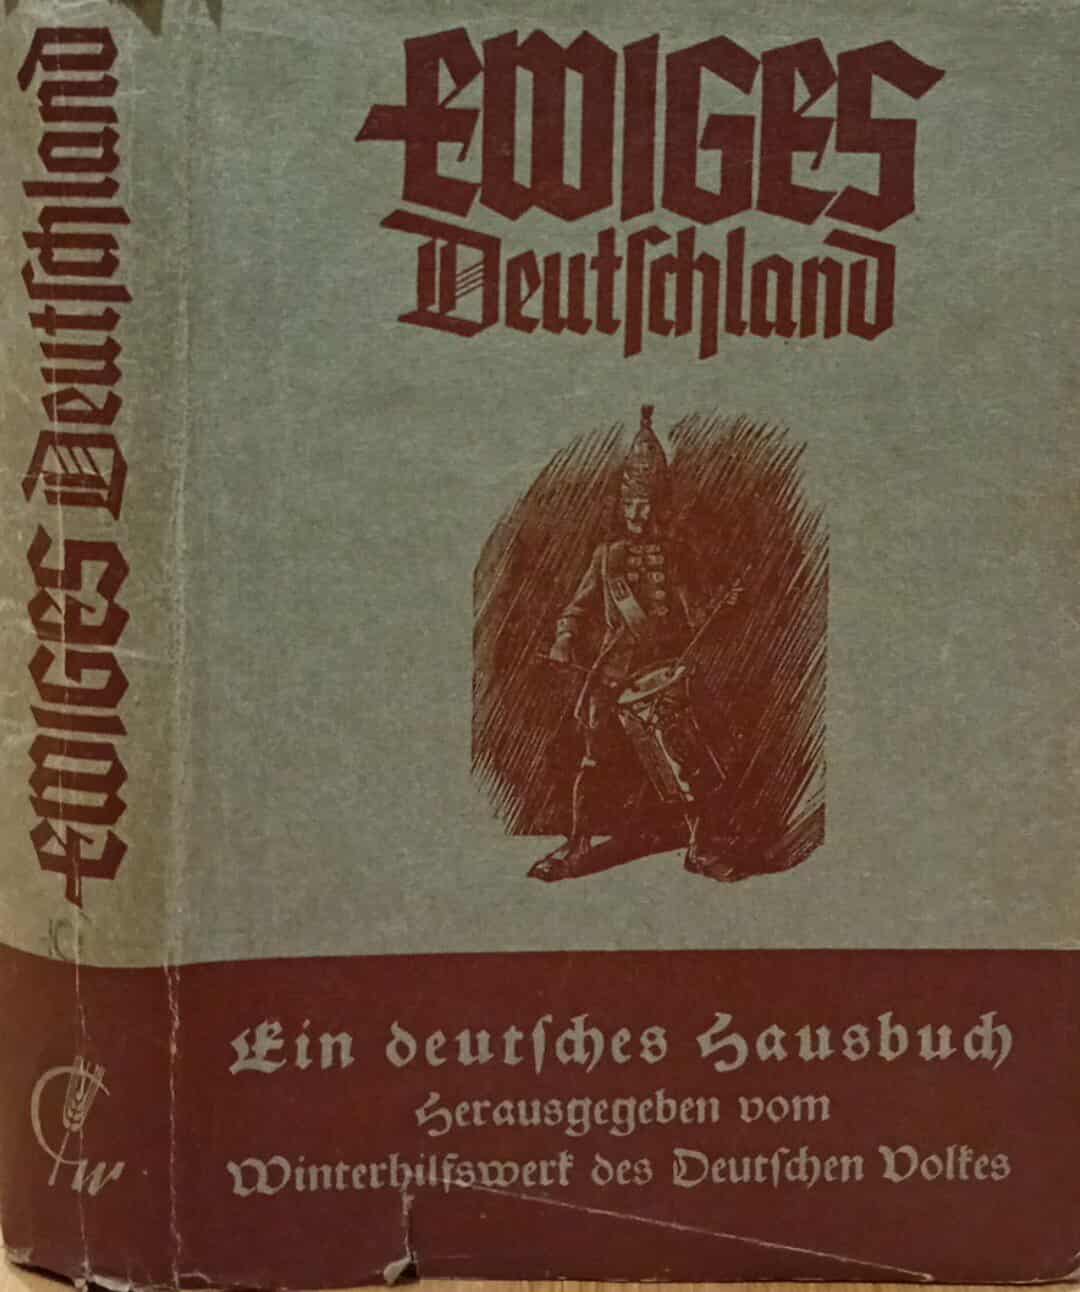 EWIGES Deutſchland
EWIGES
Deutſchland
Ein deutſches Hausbuch
Herausgegeben vom
Winterhilfswerk des Deutſchen Volkes